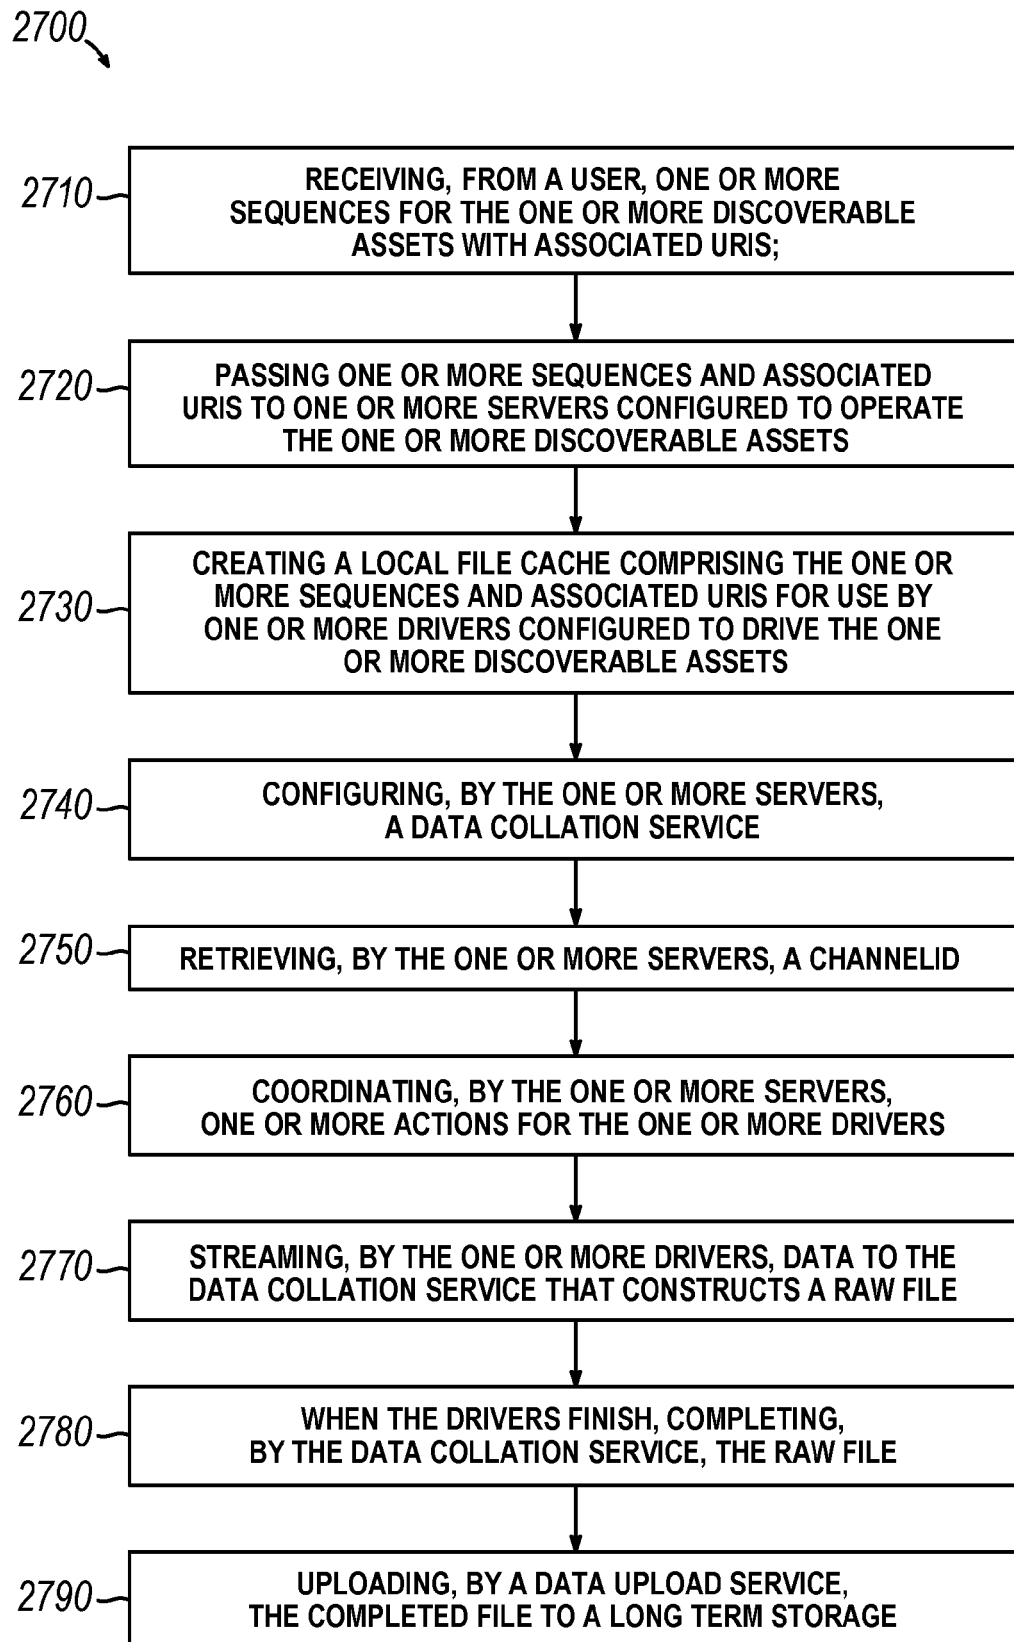 2700
2710
RECEIVING, FROM A USER, ONE OR MORE
SEQUENCES FOR THE ONE OR MORE DISCOVERABLE
ASSETS WITH ASSOCIATED URIS;
2720
PASSING ONE OR MORE SEQUENCES AND ASSOCIATED
URIS TO ONE OR MORE SERVERS CONFIGURED TO OPERATE
THE ONE OR MORE DISCOVERABLE ASSETS
2730
CREATING A LOCAL FILE CACHE COMPRISING THE ONE OR
MORE SEQUENCES AND ASSOCIATED URIS FOR USE BY
ONE OR MORE DRIVERS CONFIGURED TO DRIVE THE ONE
OR MORE DISCOVERABLE ASSETS
2740
CONFIGURING, BY THE ONE OR MORE SERVERS,
A DATA COLLATION SERVICE
2750
RETRIEVING, BY THE ONE OR MORE SERVERS, A CHANNELID
2760
COORDINATING, BY THE ONE OR MORE SERVERS,
ONE OR MORE ACTIONS FOR THE ONE OR MORE DRIVERS
2770
STREAMING, BY THE ONE OR MORE DRIVERS, DATA TO THE
DATA COLLATION SERVICE THAT CONSTRUCTS A RAW FILE
2780
WHEN THE DRIVERS FINISH, COMPLETING,
BY THE DATA COLLATION SERVICE, THE RAW FILE
2790
UPLOADING, BY A DATA UPLOAD SERVICE,
THE COMPLETED FILE TO A LONG TERM STORAGE